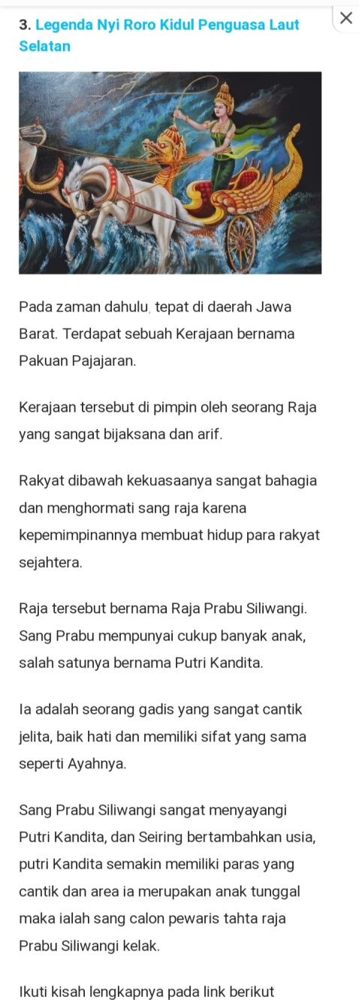 3. Legenda Nyi Roro Kidul Penguasa Laut
Selatan
Pada zaman dahulu, tepat di daerah Jawa
Barat. Terdapat sebuah Kerajaan bernama
Pakuan Pajajaran.
Kerajaan tersebut di pimpin oleh seorang Raja
yang sangat bijaksana dan arif.
Rakyat dibawah kekuasaanya sangat bahagia
dan menghormati sang raja karena
kepemimpinannya membuat hidup para rakyat
sejahtera.
Raja tersebut bernama Raja Prabu Siliwangi.
Sang Prabu mempunyai cukup banyak anak,
salah satunya bernama Putri Kandita.
Ia adalah seorang gadis yang sangat cantik
jelita, baik hati dan memiliki sifat yang sama
seperti Ayahnya.
Sang Prabu Siliwangi sangat menyayangi
Putri Kandita, dan Seiring bertambahkan usia,
putri Kandita semakin memiliki paras yang
cantik dan area ia merupakan anak tunggal
maka ialah sang calon pewaris tahta raja
Prabu Siliwangi kelak.
Ikuti kisah lengkapnya pada link berikut